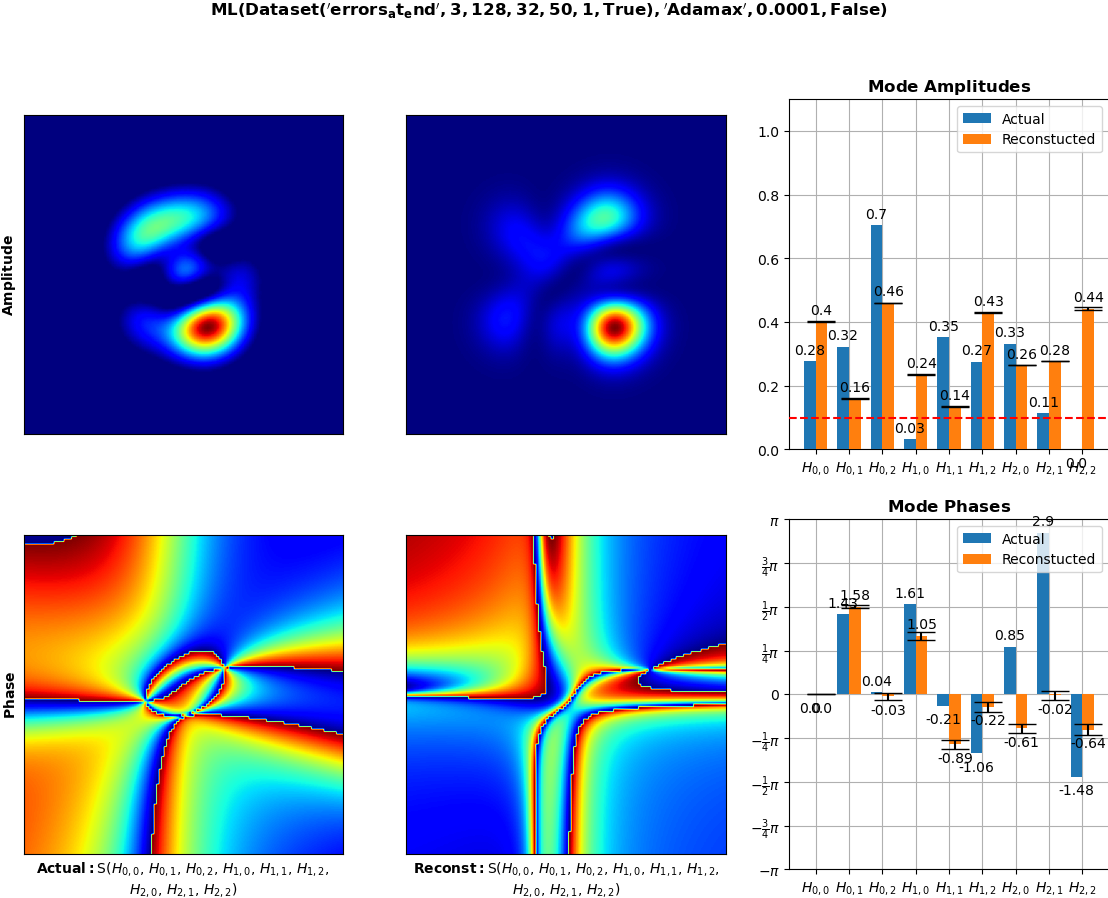 ML(Dataset('errors_at_end', 3, 128, 32, 50, 1, True), 'Adamax', 0.0001, False)
Amplitude
Mode Amplitudes
Actual
Reconstucted
1.0
0.8
0.6
0.4
0.2
0.0
0.28
0.4
0.32
0.16
0.7
0.46
0.03
0.24
0.35
0.14
0.27
0.43
0.33
0.26
0.11
0.28
0.0
0.44
H0,0 H0,1 H0,2 H1,0 H1,1 H1,2 H2,0 H2,1 H2,2
Phase
Mode Phases
Actual
Reconstucted
π
3/4π
1/2π
1/4π
0
−1/4π
−1/2π
−3/4π
−π
0.0
0.0
1.43
1.58
0.04
-0.03
1.61
1.05
-0.21
-0.89
-1.06
-0.22
0.85
-0.61
2.9
-0.02
-1.48
-0.64
H0,0 H0,1 H0,2 H1,0 H1,1 H1,2 H2,0 H2,1 H2,2
Actual: S(H0,0, H0,1, H0,2, H1,0, H1,1, H1,2,
H2,0, H2,1, H2,2)
Reconst: S(H0,0, H0,1, H0,2, H1,0, H1,1, H1,2,
H2,0, H2,1, H2,2)